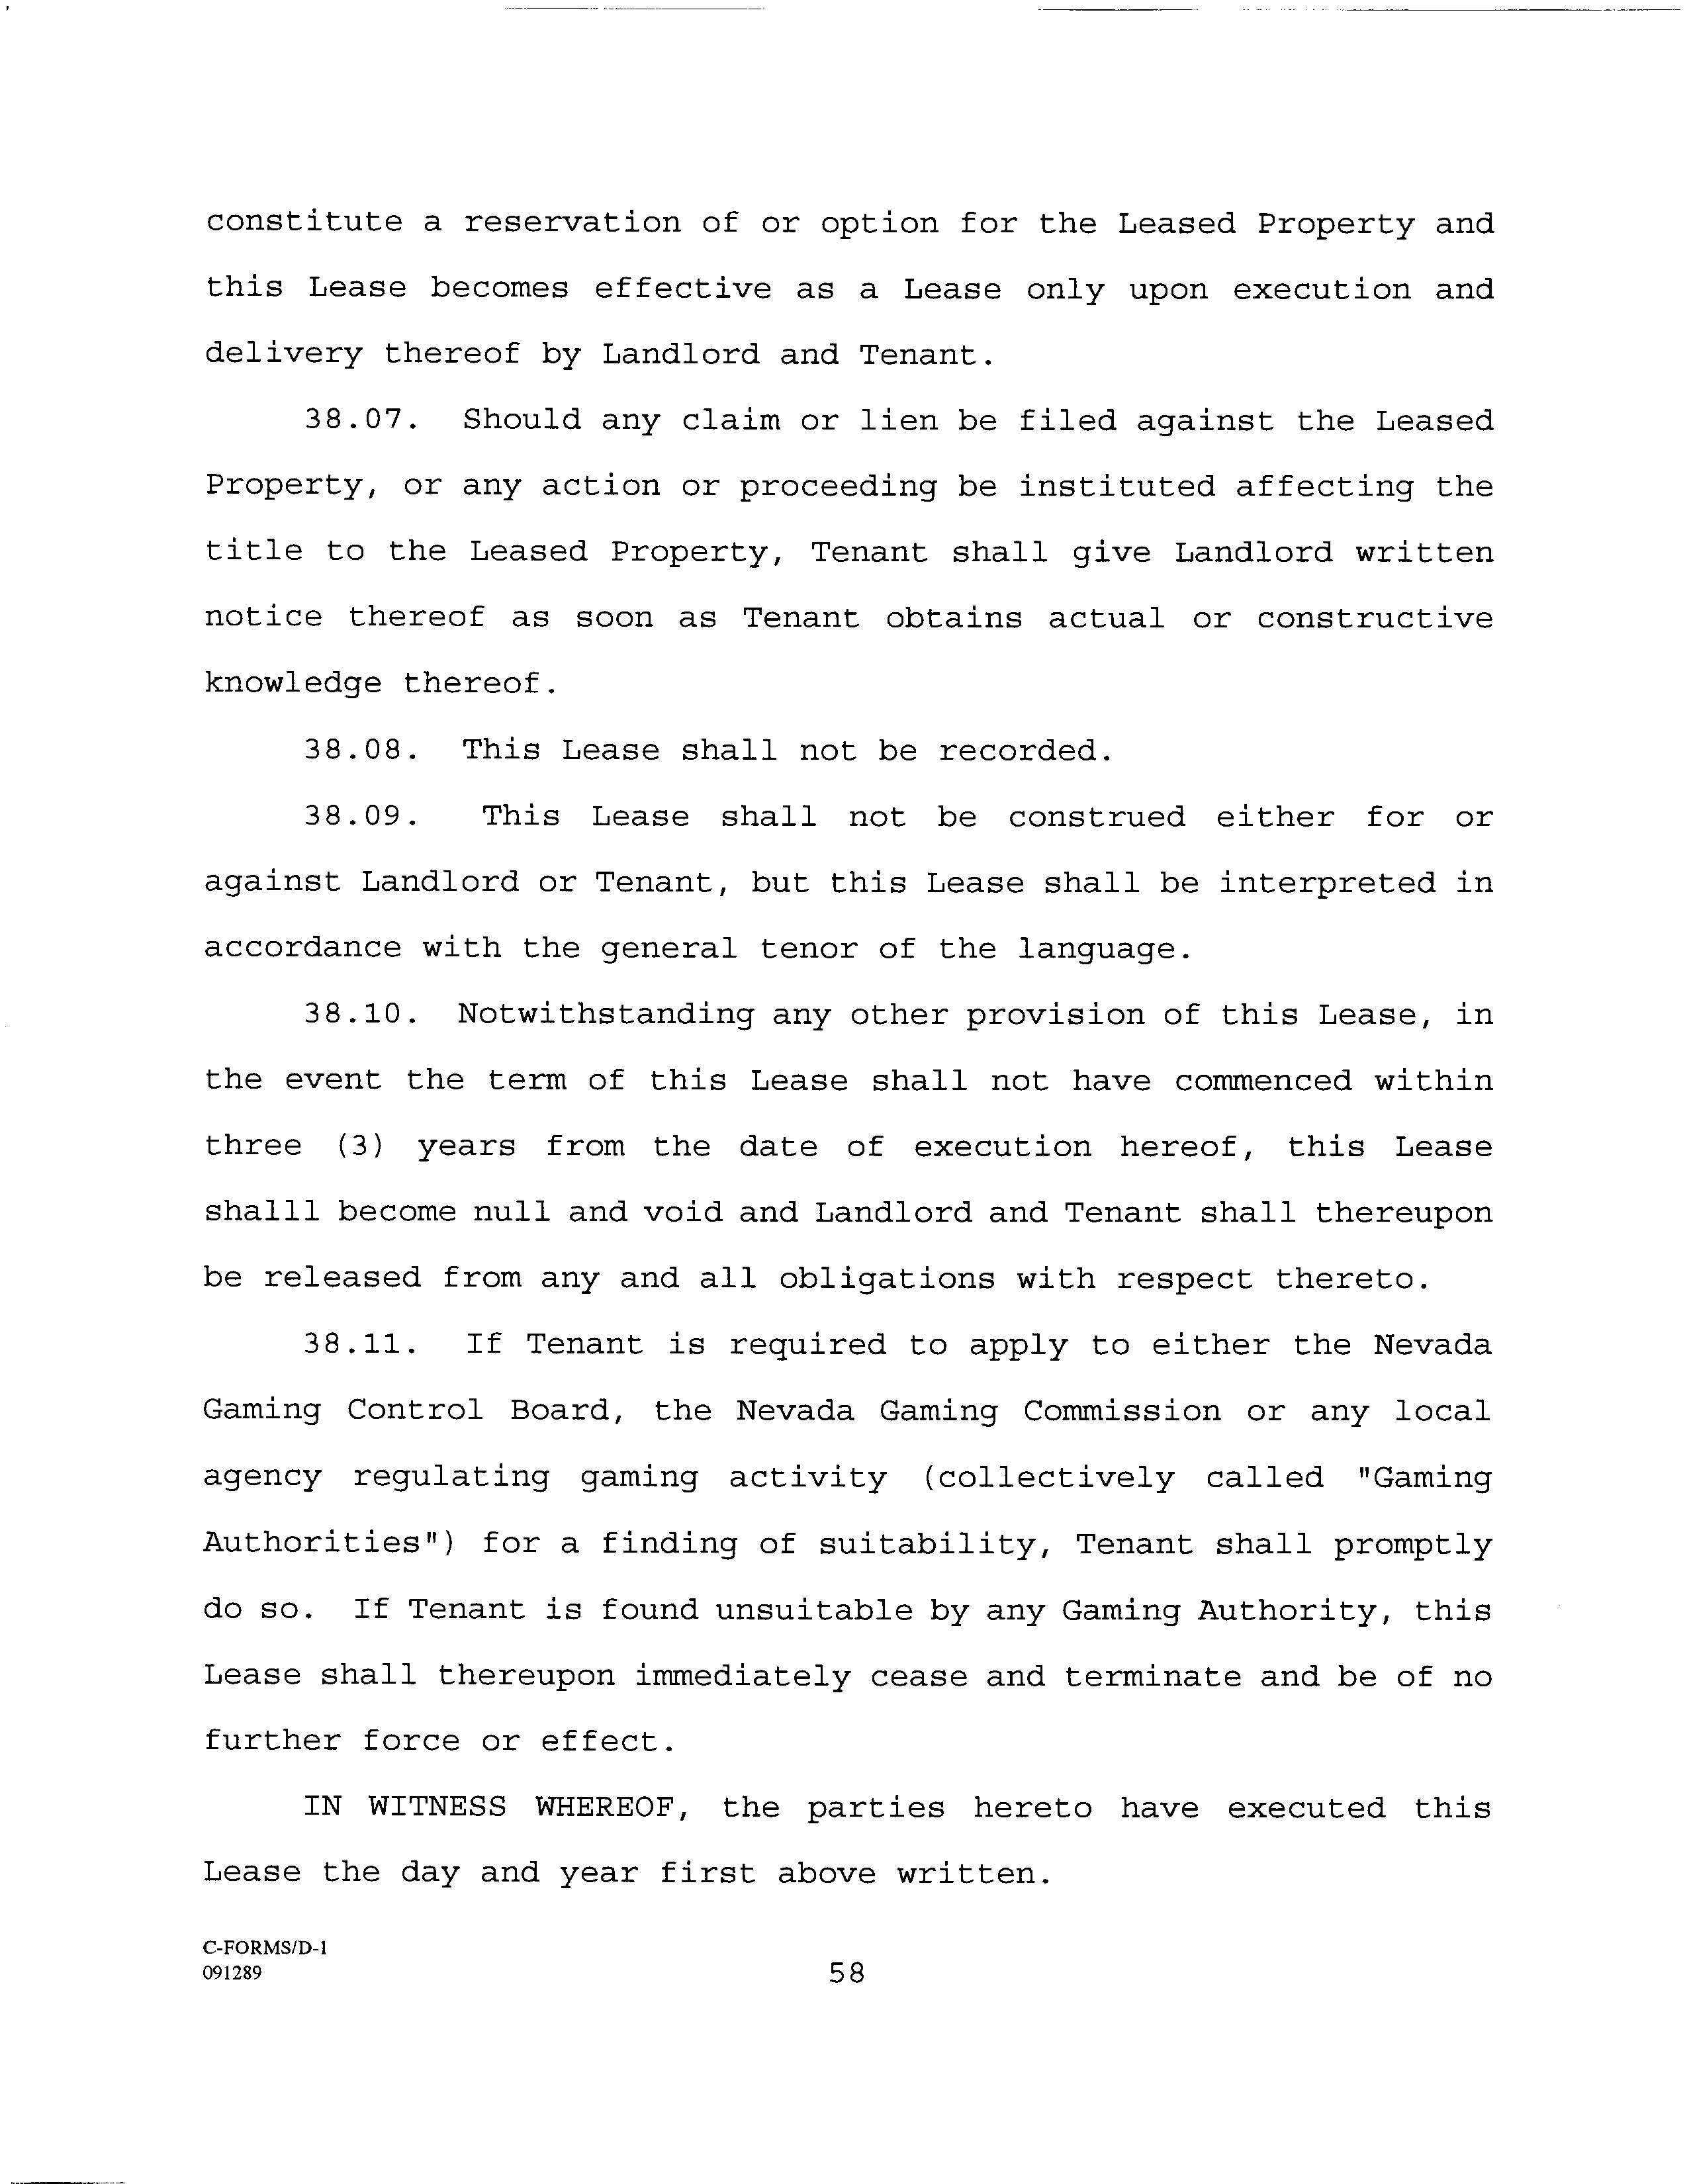 constitute a reservation of or option for the Leased Property and
this Lease becomes effective as a Lease only upon execution and
delivery thereof by Landlord and Tenant.
38.07. Should any claim or lien be filed against the Leased
Property, or any action or proceeding be instituted affecting the
title to the Leased Property, Tenant shall give Landlord written
notice thereof as soon as Tenant obtains actual or constructive
knowledge thereof.
38.08. This Lease shall not be recorded.
38.09. This Lease shall not be construed either for or
against Landlord or Tenant, but this Lease shall be interpreted in
accordance with the general tenor of the language.
38.10. Notwithstanding any other provision of this Lease, in
the event the term of this Lease shall not have commenced within
three (3) years from the date of execution hereof, this Lease
shalll become null and void and Landlord and Tenant shall thereupon
be released from any and all obligations with respect thereto.
38.11. If Tenant is required to apply to either the Nevada
Gaming Control Board, the Nevada Gaming Commission or any local
agency regulating gaming activity (collectively called "Gaming
Authorities") for a finding of suitability, Tenant shall promptly
do so. If Tenant is found unsuitable by any Gaming Authority, this
Lease shall thereupon immediately cease and terminate and be of no
further force or effect.
IN WITNESS WHEREOF, the parties hereto have executed this
Lease the day and year first above written.
C-FORMS/D-1
091289
58